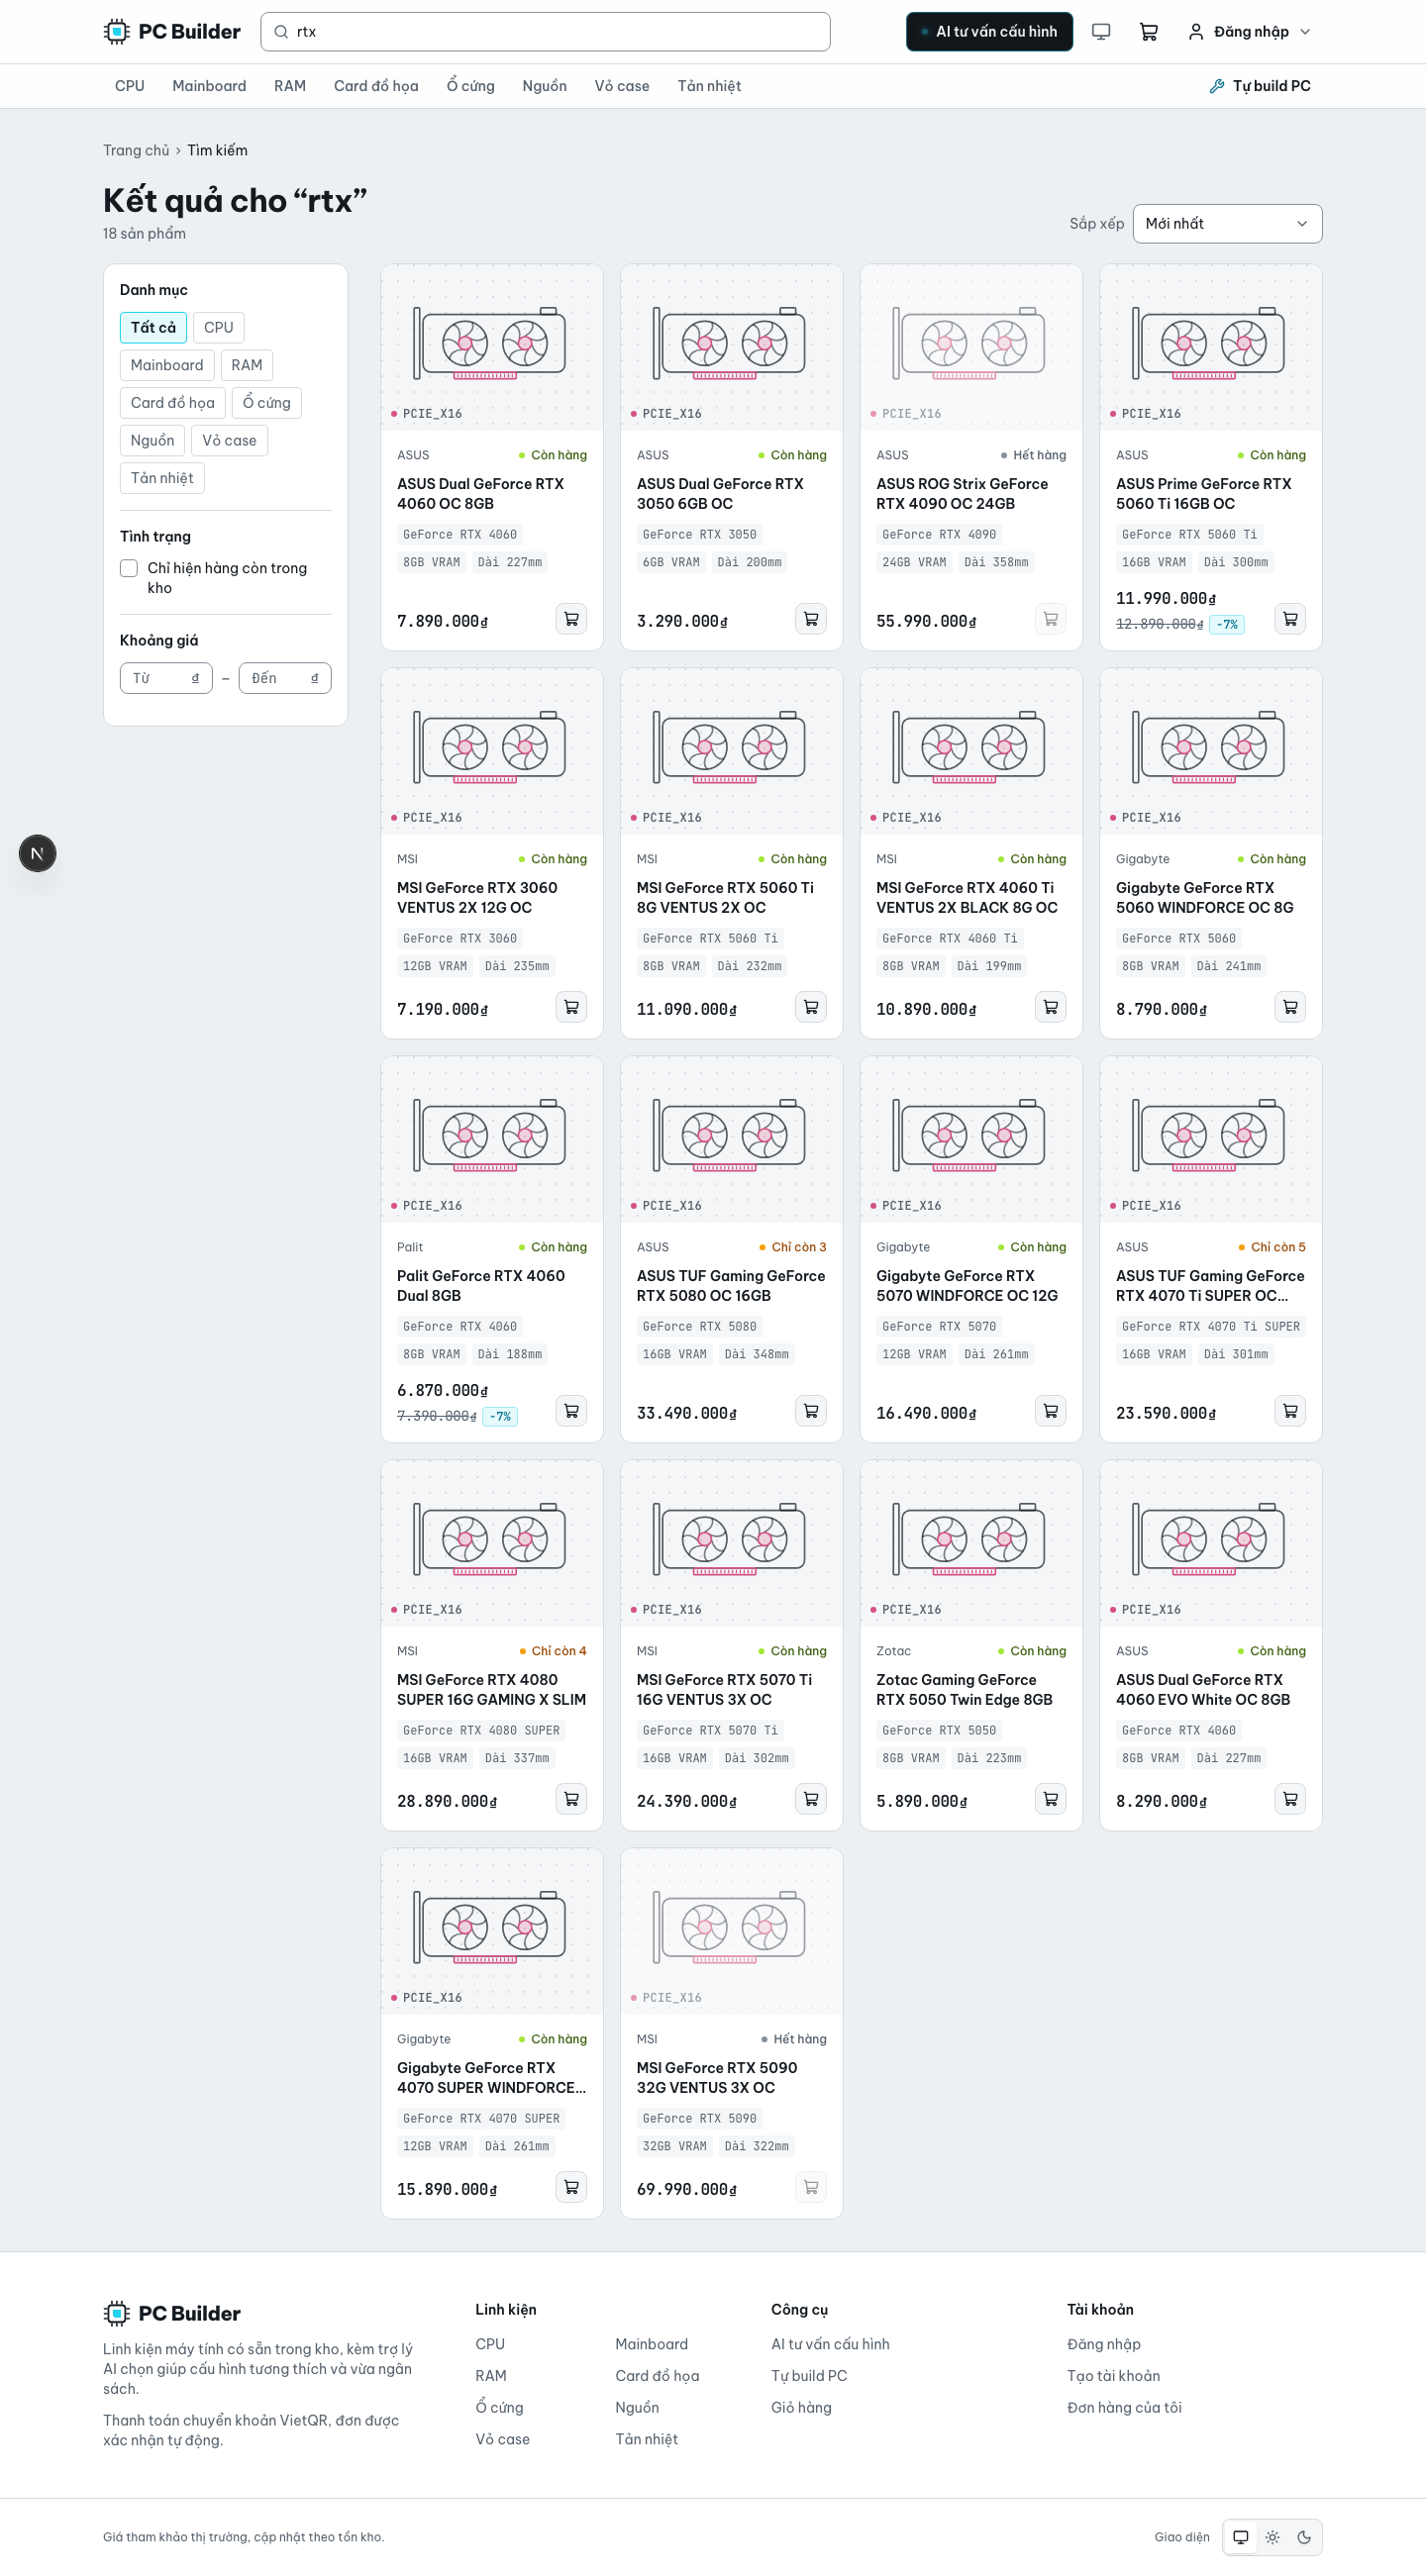 PC Builder
rtx
AI tư vấn cấu hình
Đăng nhập
CPU
Mainboard
RAM
Card đồ họa
Ổ cứng
Nguồn
Vỏ case
Tản nhiệt
Tự build PC
Trang chủ › Tìm kiếm
Kết quả cho “rtx”
18 sản phẩm
Sắp xếp
Mới nhất
Danh mục
Tất cả
CPU
Mainboard
RAM
Card đồ họa
Ổ cứng
Nguồn
Vỏ case
Tản nhiệt
Tình trạng
Chỉ hiện hàng còn trong
kho
Khoảng giá
Từ đ – Đến đ
PCIE_X16
ASUS
Còn hàng
ASUS Dual GeForce RTX
4060 OC 8GB
GeForce RTX 4060
8GB VRAM
Dài 227mm
7.890.000đ
PCIE_X16
ASUS
Còn hàng
ASUS Dual GeForce RTX
3050 6GB OC
GeForce RTX 3050
6GB VRAM
Dài 200mm
3.290.000đ
PCIE_X16
ASUS
Hết hàng
ASUS ROG Strix GeForce
RTX 4090 OC 24GB
GeForce RTX 4090
24GB VRAM
Dài 358mm
55.990.000đ
PCIE_X16
ASUS
Còn hàng
ASUS Prime GeForce RTX
5060 Ti 16GB OC
GeForce RTX 5060 Ti
16GB VRAM
Dài 300mm
11.990.000đ
12.890.000đ
-7%
PCIE_X16
MSI
Còn hàng
MSI GeForce RTX 3060
VENTUS 2X 12G OC
GeForce RTX 3060
12GB VRAM
Dài 235mm
7.190.000đ
PCIE_X16
MSI
Còn hàng
MSI GeForce RTX 5060 Ti
8G VENTUS 2X OC
GeForce RTX 5060 Ti
8GB VRAM
Dài 232mm
11.090.000đ
PCIE_X16
MSI
Còn hàng
MSI GeForce RTX 4060 Ti
VENTUS 2X BLACK 8G OC
GeForce RTX 4060 Ti
8GB VRAM
Dài 199mm
10.890.000đ
PCIE_X16
Gigabyte
Còn hàng
Gigabyte GeForce RTX
5060 WINDFORCE OC 8G
GeForce RTX 5060
8GB VRAM
Dài 241mm
8.790.000đ
PCIE_X16
Palit
Còn hàng
Palit GeForce RTX 4060
Dual 8GB
GeForce RTX 4060
8GB VRAM
Dài 188mm
6.870.000đ
7.390.000đ
-7%
PCIE_X16
ASUS
Chỉ còn 3
ASUS TUF Gaming GeForce
RTX 5080 OC 16GB
GeForce RTX 5080
16GB VRAM
Dài 348mm
33.490.000đ
PCIE_X16
Gigabyte
Còn hàng
Gigabyte GeForce RTX
5070 WINDFORCE OC 12G
GeForce RTX 5070
12GB VRAM
Dài 261mm
16.490.000đ
PCIE_X16
ASUS
Chỉ còn 5
ASUS TUF Gaming GeForce
RTX 4070 Ti SUPER OC...
GeForce RTX 4070 Ti SUPER
16GB VRAM
Dài 301mm
23.590.000đ
PCIE_X16
MSI
Chỉ còn 4
MSI GeForce RTX 4080
SUPER 16G GAMING X SLIM
GeForce RTX 4080 SUPER
16GB VRAM
Dài 337mm
28.890.000đ
PCIE_X16
MSI
Còn hàng
MSI GeForce RTX 5070 Ti
16G VENTUS 3X OC
GeForce RTX 5070 Ti
16GB VRAM
Dài 302mm
24.390.000đ
PCIE_X16
Zotac
Còn hàng
Zotac Gaming GeForce
RTX 5050 Twin Edge 8GB
GeForce RTX 5050
8GB VRAM
Dài 223mm
5.890.000đ
PCIE_X16
ASUS
Còn hàng
ASUS Dual GeForce RTX
4060 EVO White OC 8GB
GeForce RTX 4060
8GB VRAM
Dài 227mm
8.290.000đ
PCIE_X16
Gigabyte
Còn hàng
Gigabyte GeForce RTX
4070 SUPER WINDFORCE...
GeForce RTX 4070 SUPER
12GB VRAM
Dài 261mm
15.890.000đ
PCIE_X16
MSI
Hết hàng
MSI GeForce RTX 5090
32G VENTUS 3X OC
GeForce RTX 5090
32GB VRAM
Dài 322mm
69.990.000đ
PC Builder
Linh kiện máy tính có sẵn trong kho, kèm trợ lý
AI chọn giúp cấu hình tương thích và vừa ngân
sách.
Thanh toán chuyển khoản VietQR, đơn được
xác nhận tự động.
Linh kiện
CPU
Mainboard
RAM
Card đồ họa
Ổ cứng
Nguồn
Vỏ case
Tản nhiệt
Công cụ
AI tư vấn cấu hình
Tự build PC
Giỏ hàng
Tài khoản
Đăng nhập
Tạo tài khoản
Đơn hàng của tôi
Giá tham khảo thị trường, cập nhật theo tồn kho.
Giao diện